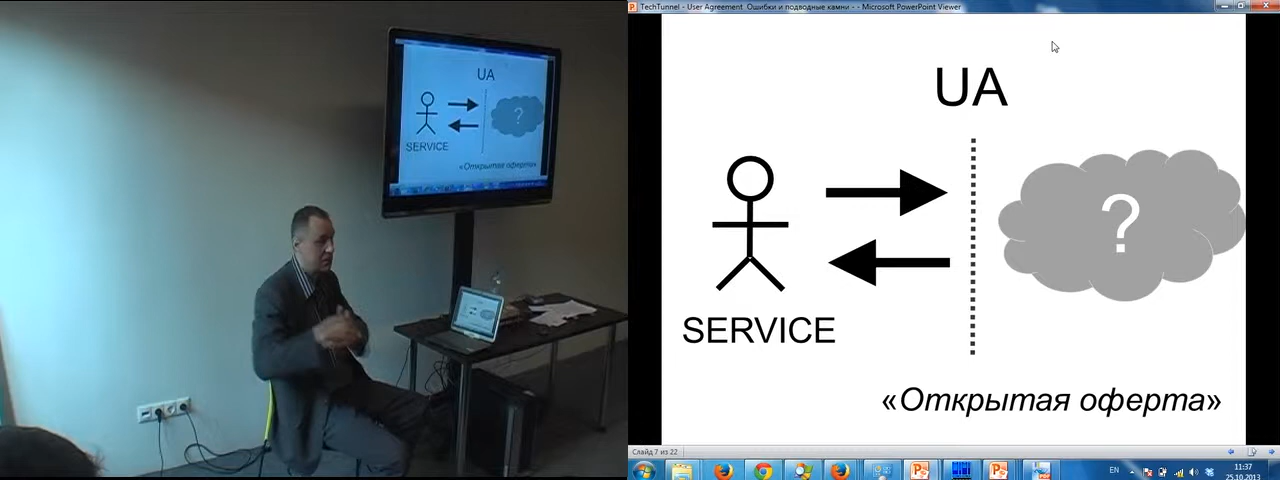 TechTunnel - User Agreement Ошибки и подводные камни - - Microsoft PowerPoint Viewer
UA
SERVICE
«Открытая оферта»
UA
?
SERVICE
«Открытая оферта»
Слайд 7 из 22
EN
11:37
25.10.2013